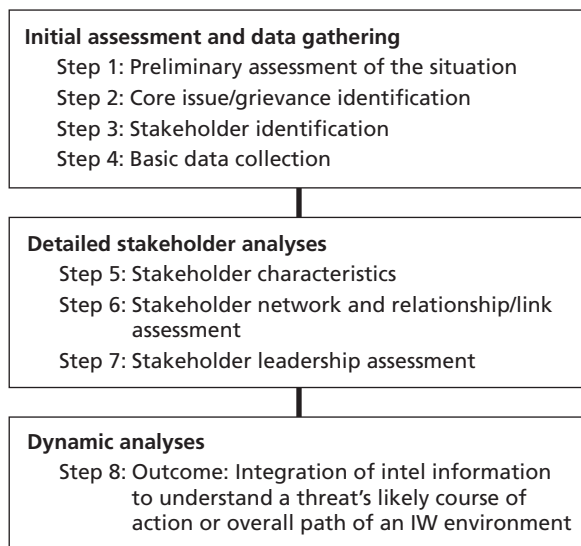 Initial assessment and data gathering
Step 1: Preliminary assessment of the situation
Step 2: Core issue/grievance identification
Step 3: Stakeholder identification
Step 4: Basic data collection
Detailed stakeholder analyses
Step 5: Stakeholder characteristics
Step 6: Stakeholder network and relationship/link
assessment
Step 7: Stakeholder leadership assessment
Dynamic analyses
Step 8: Outcome: Integration of intel information
to understand a threat's likely course of
action or overall path of an IW environment